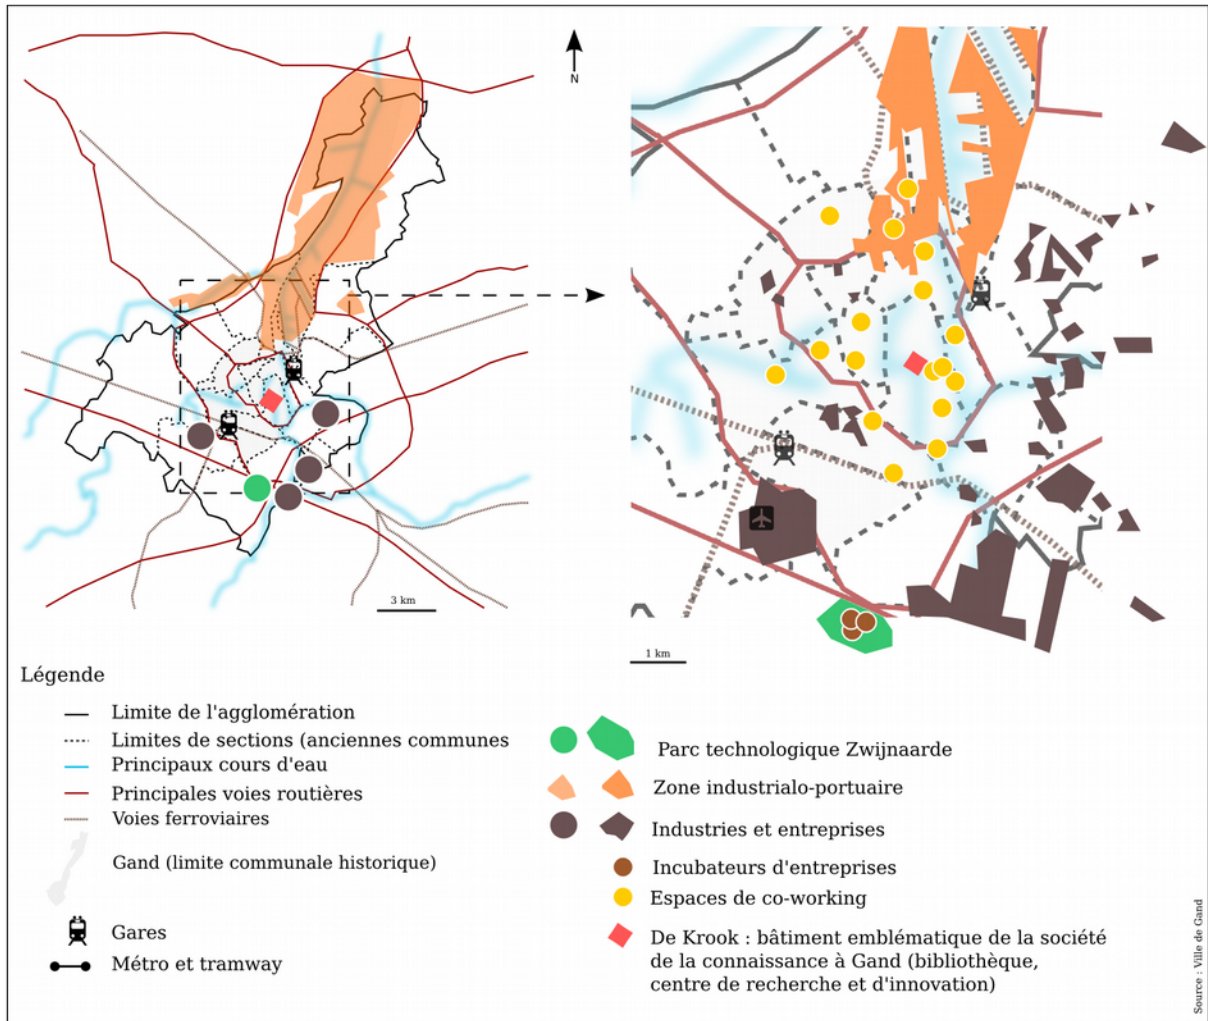 N
3 km
1 km
Légende
Limite de l'agglomération
Limites de sections (anciennes communes
Principaux cours d'eau
Principales voies routières
Voies ferroviaires
Gand (limite communale historique)
Gares
Métro et tramway
Parc technologique Zwijnaarde
Zone industrialo-portuaire
Industries et entreprises
Incubateurs d'entreprises
Espaces de co-working
De Krook : bâtiment emblématique de la société
de la connaissance à Gand (bibliothèque,
centre de recherche et d'innovation)
Source : Ville de Gand